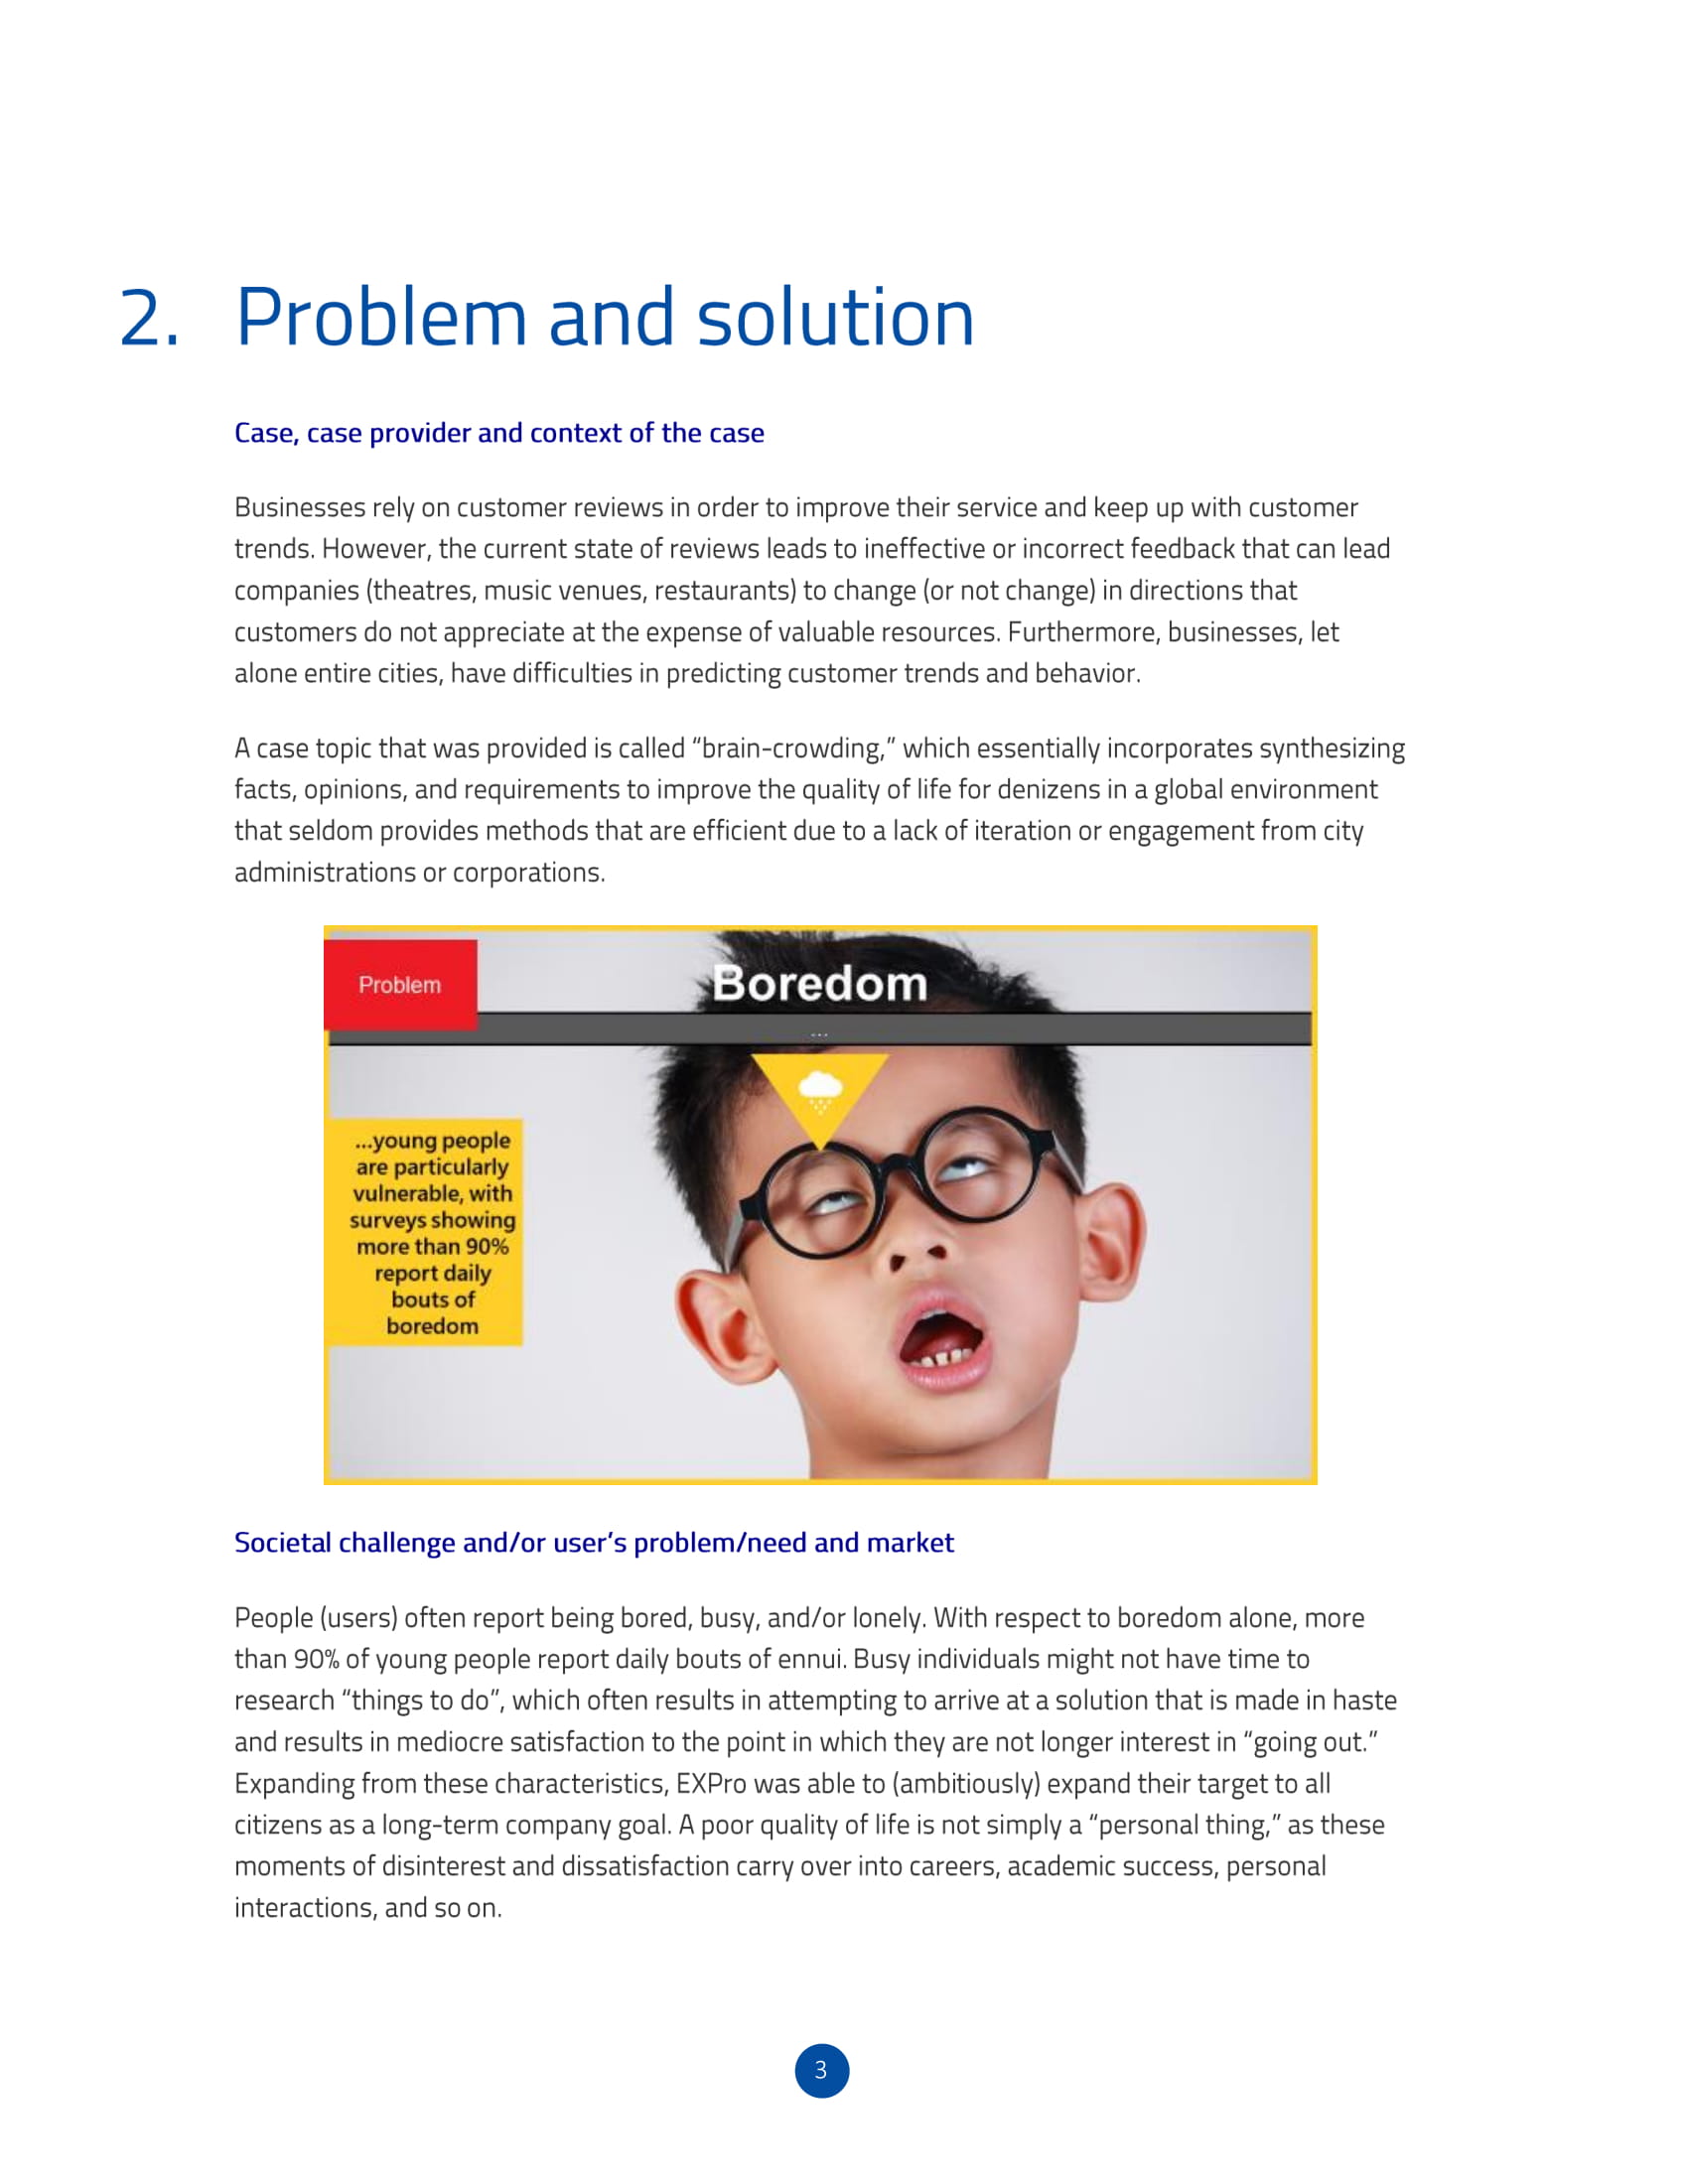 2. Problem and solution
Case, case provider and context of the case
Businesses rely on customer reviews in order to improve their service and keep up with customer
trends. However, the current state of reviews leads to ineffective or incorrect feedback that can lead
companies (theatres, music venues, restaurants) to change (or not change) in directions that
customers do not appreciate at the expense of valuable resources. Furthermore, businesses, let
alone entire cities, have difficulties in predicting customer trends and behavior.
A case topic that was provided is called “brain-crowding,” which essentially incorporates synthesizing
facts, opinions, and requirements to improve the quality of life for denizens in a global environment
that seldom provides methods that are efficient due to a lack of iteration or engagement from city
administrations or corporations.
Problem
Boredom
...
...young people
are particularly
vulnerable, with
surveys showing
more than 90%
report daily
bouts of
boredom
Societal challenge and/or user’s problem/need and market
People (users) often report being bored, busy, and/or lonely. With respect to boredom alone, more
than 90% of young people report daily bouts of ennui. Busy individuals might not have time to
research “things to do”, which often results in attempting to arrive at a solution that is made in haste
and results in mediocre satisfaction to the point in which they are not longer interest in “going out.”
Expanding from these characteristics, EXPro was able to (ambitiously) expand their target to all
citizens as a long-term company goal. A poor quality of life is not simply a “personal thing,” as these
moments of disinterest and dissatisfaction carry over into careers, academic success, personal
interactions, and so on.
3